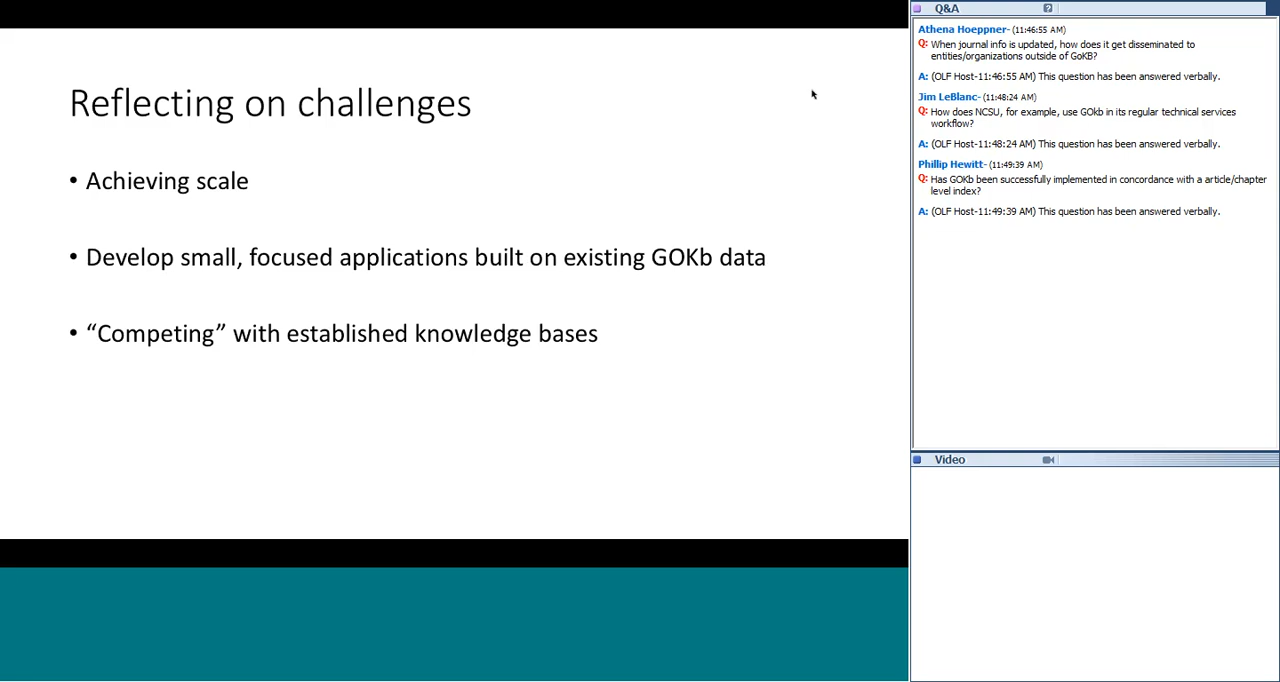 Reflecting on challenges
• Achieving scale
• Develop small, focused applications built on existing GOKb data
• “Competing” with established knowledge bases
Q&A
Athena Hoeppner- (11:46:55 AM)
Q: When journal info is updated, how does it get disseminated to
entities/organizations outside of GoKB?
A: (OLF Host-11:46:55 AM) This question has been answered verbally.
Jim LeBlanc- (11:48:24 AM)
Q: How does NCSU, for example, use GOkb in its regular technical services
workflow?
A: (OLF Host-11:48:24 AM) This question has been answered verbally.
Phillip Hewitt- (11:49:39 AM)
Q: Has GOKb been successfully implemented in concordance with a article/chapter
level index?
A: (OLF Host-11:49:39 AM) This question has been answered verbally.
Video